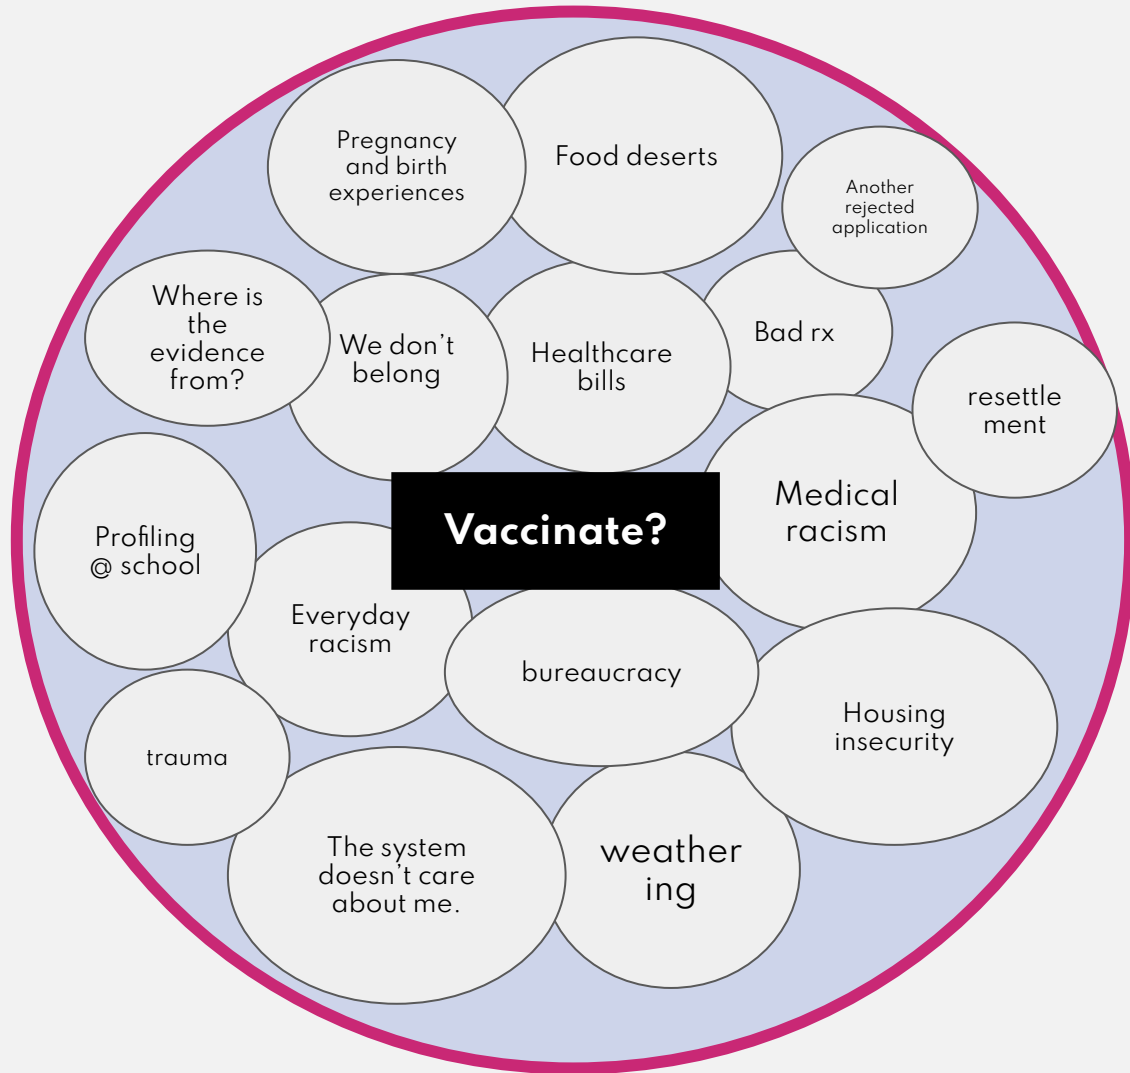 Pregnancy
and birth
experiences
Food deserts
Another
rejected
application
Where is
the
evidence
from?
We don’t
belong
Healthcare
bills
Bad rx
resettle
ment
Profiling
@ school
Vaccinate?
Medical
racism
Everyday
racism
bureaucracy
Housing
insecurity
trauma
The system
doesn’t care
about me.
weather
ing